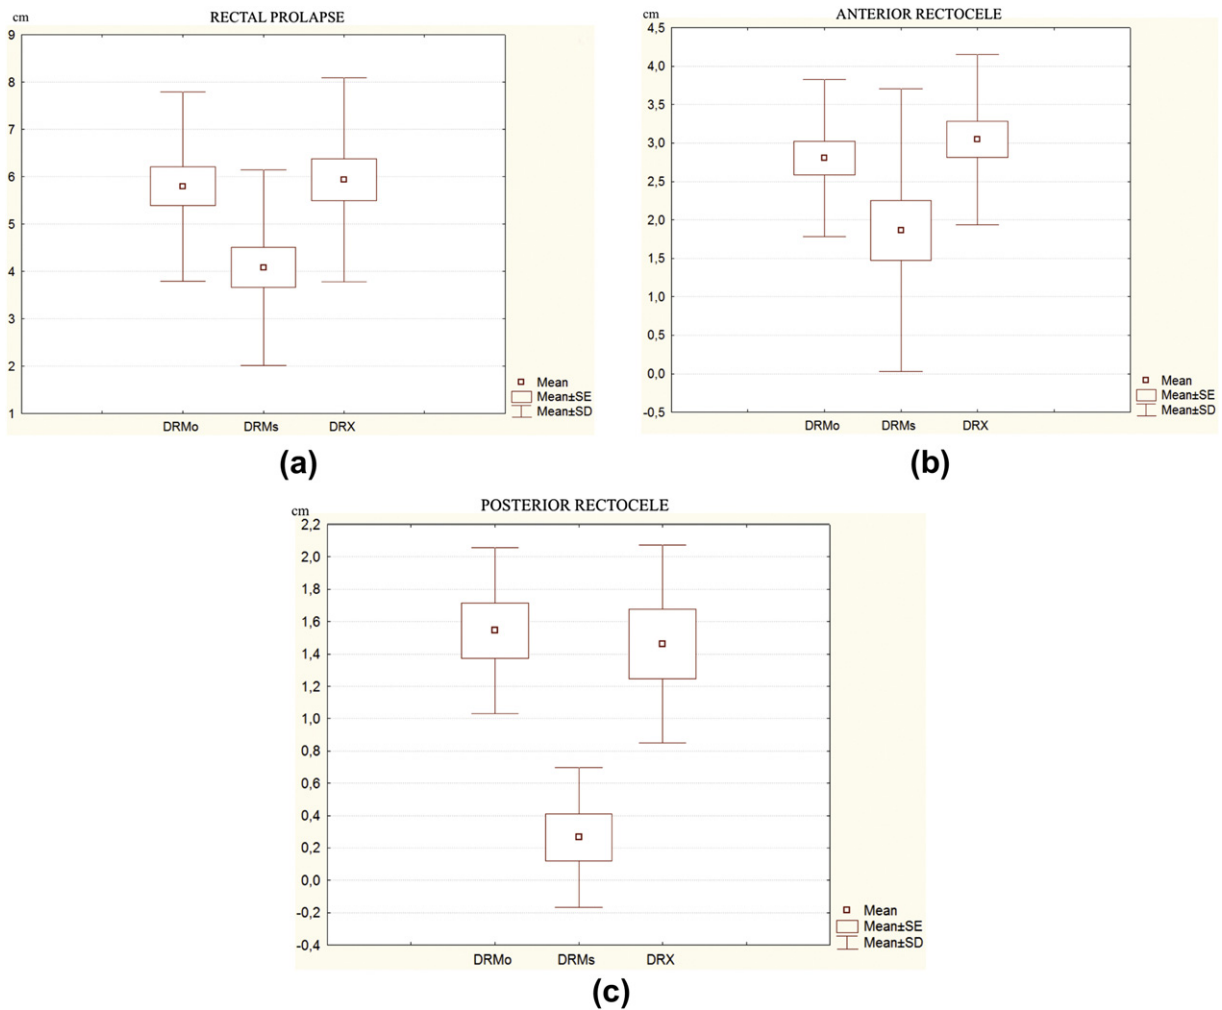 cm
RECTAL PROLAPSE
9
8
7
6
5
4
3
2
1
DRMo DRMs DRX
Mean
Mean±SE
Mean±SD
(a)
cm
ANTERIOR RECTOCELE
4,5
4,0
3,5
3,0
2,5
2,0
1,5
1,0
0,5
0,0
-0,5
DRMo DRMs DRX
Mean
Mean±SE
Mean±SD
(b)
cm
POSTERIOR RECTOCELE
2,2
2,0
1,8
1,6
1,4
1,2
1,0
0,8
0,6
0,4
0,2
0,0
-0,2
-0,4
DRMo DRMs DRX
Mean
Mean±SE
Mean±SD
(c)